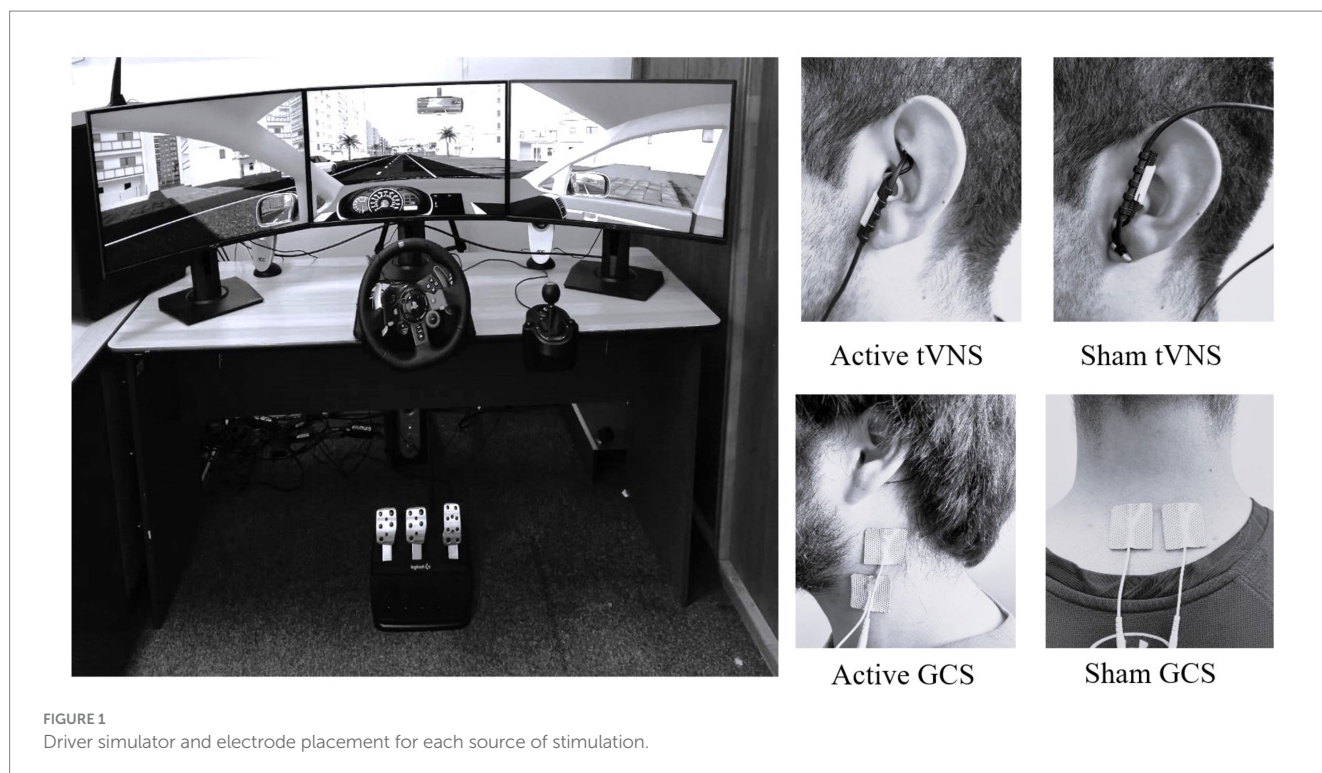 logitech G
Active tVNS
Sham tVNS
Active GCS
Sham GCS
FIGURE 1
Driver simulator and electrode placement for each source of stimulation.